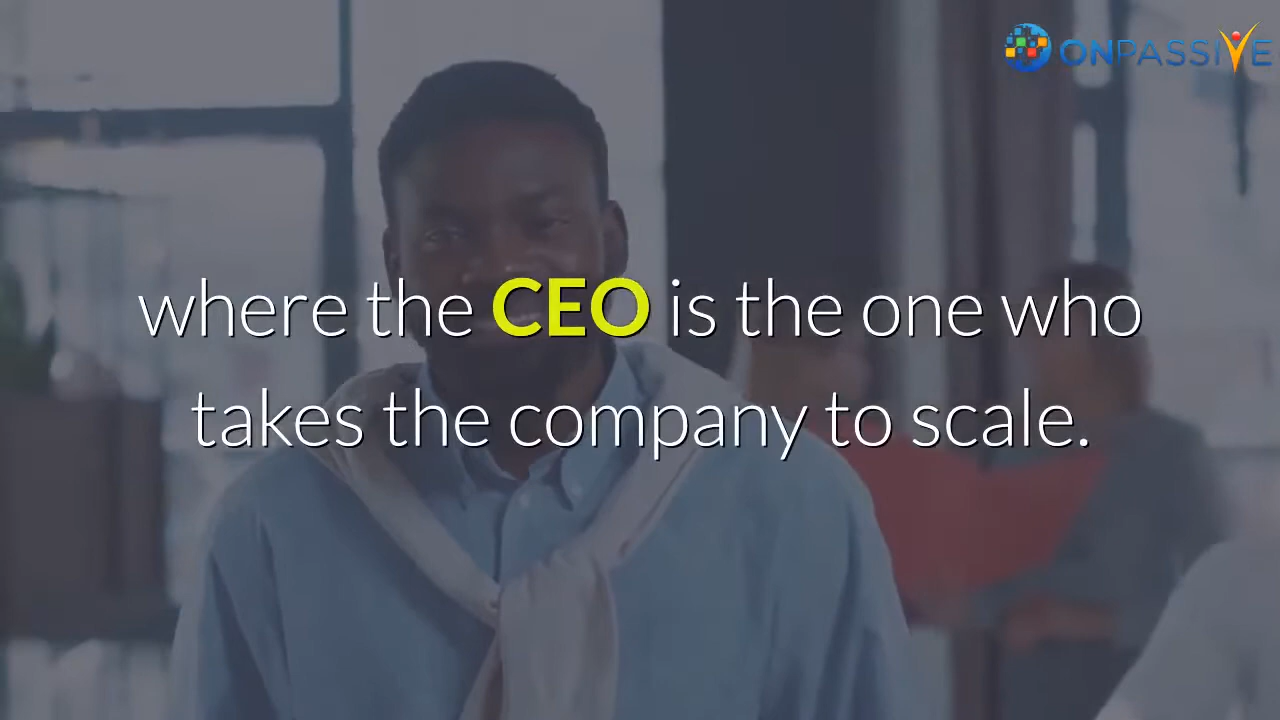 ONPASSIVE
where the CEO is the one who
takes the company to scale.